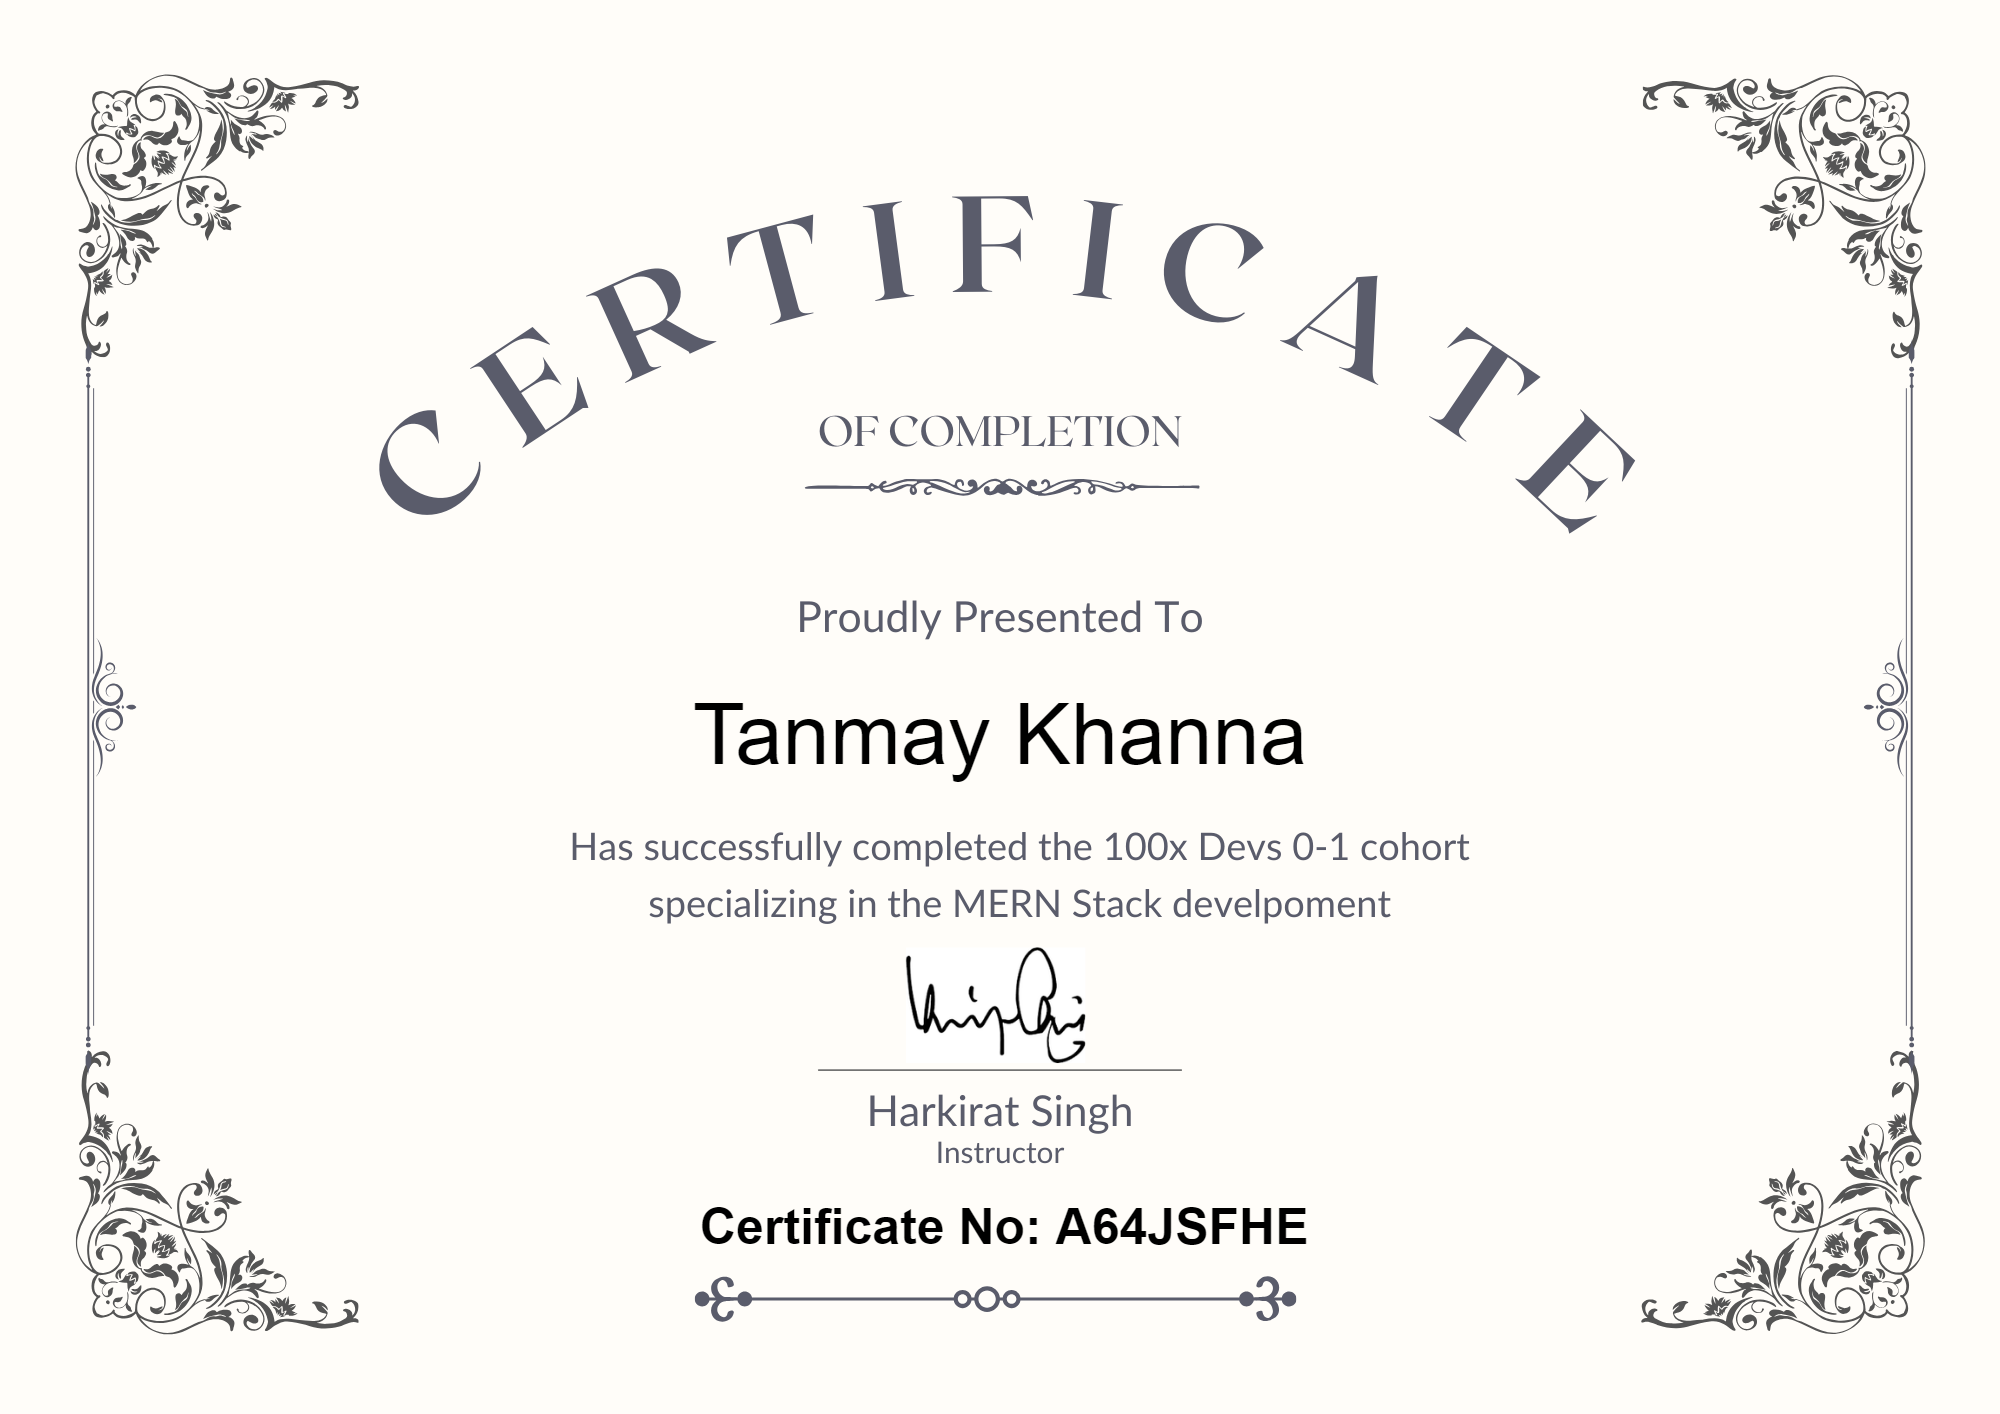 CERTIFICATE
OF COMPLETION
Proudly Presented To
Tanmay Khanna
Has successfully completed the 100x Devs 0-1 cohort
specializing in the MERN Stack develpoment
Harkirat Singh
Instructor
Certificate No: A64JSFHE